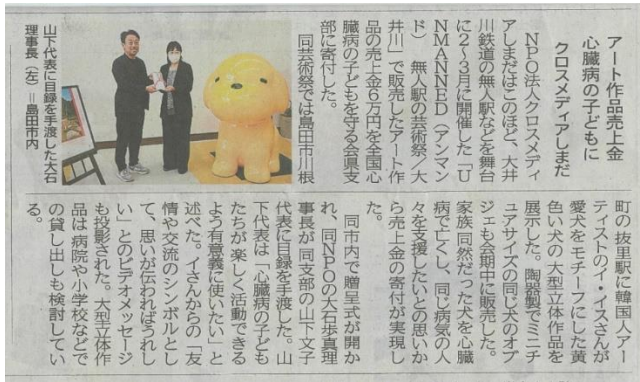 アート作品売上金
心臓病の子どもに
クロスメディアしまだ
NPO法人クロスメディ
アしまだはこのほど、大井
川鉄道の無人駅などを舞台
に2〜3月に開催した「U
NMANNED(アンマン
ド)無人駅の芸術祭/大
井川」で販売したアート作
品の売上金6万円を全国心
臓病の子どもを守る会県支
部に寄付した。
同芸術祭では島田市川根
山下代表に目録を手渡した大石
理事長(左)=島田市内
町の抜里駅に韓国人アー
ティストのイ・イスさんが
愛犬をモチーフにした黄
色い犬の大型立体作品を
展示した。陶器製でミニチ
ュアサイズの同じ犬のオブ
ジェも会期中に販売した。
家族同然だった犬を心臓
病で亡くし、同じ病気の人
々を支援したいとの思いか
ら売上金の寄付が実現し
た。
同市内で贈呈式が開か
れ、同NPOの大石歩真理
事長が同支部の山下文子
代表に目録を手渡した。山
下代表は「心臓病の子ども
たちが楽しく活動できる
よう有意義に使いたい」と
述べた。イさんからの「友
情や交流のシンボルとし
て、思いが伝わればうれし
い」とのビデオメッセージ
も投影された。大型立体作
品は病院や小学校などで
の貸し出しも検討してい
る。